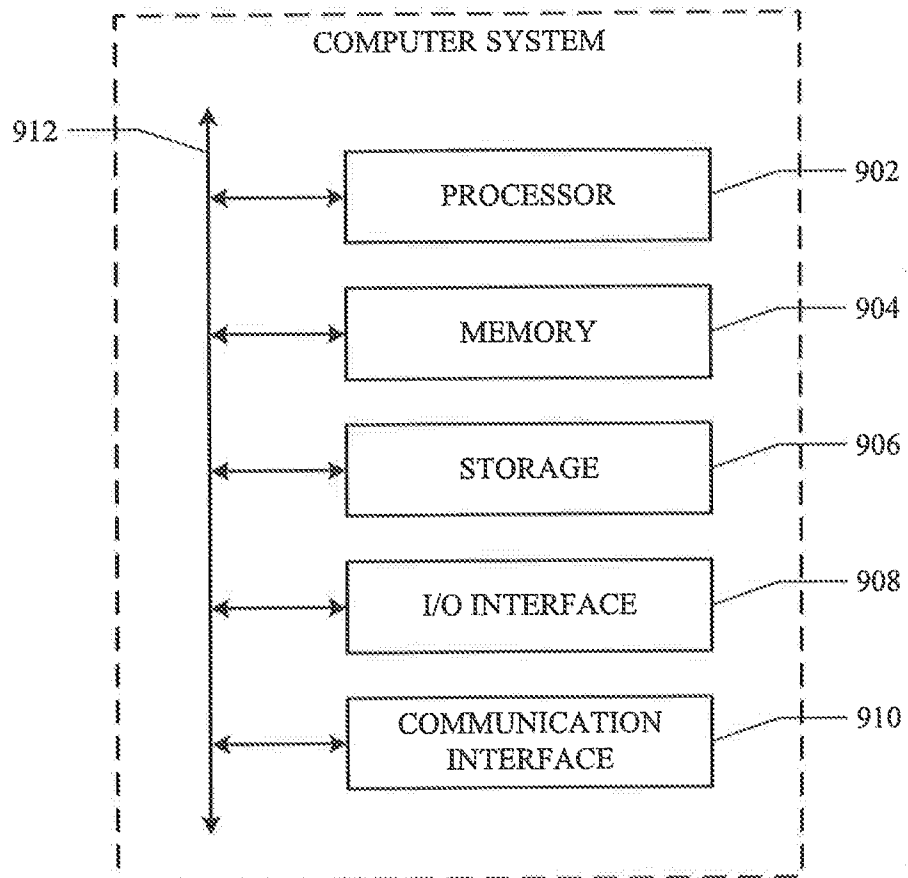 COMPUTER SYSTEM
912
PROCESSOR
902
MEMORY
904
STORAGE
906
I/O INTERFACE
908
COMMUNICATION
INTERFACE
910